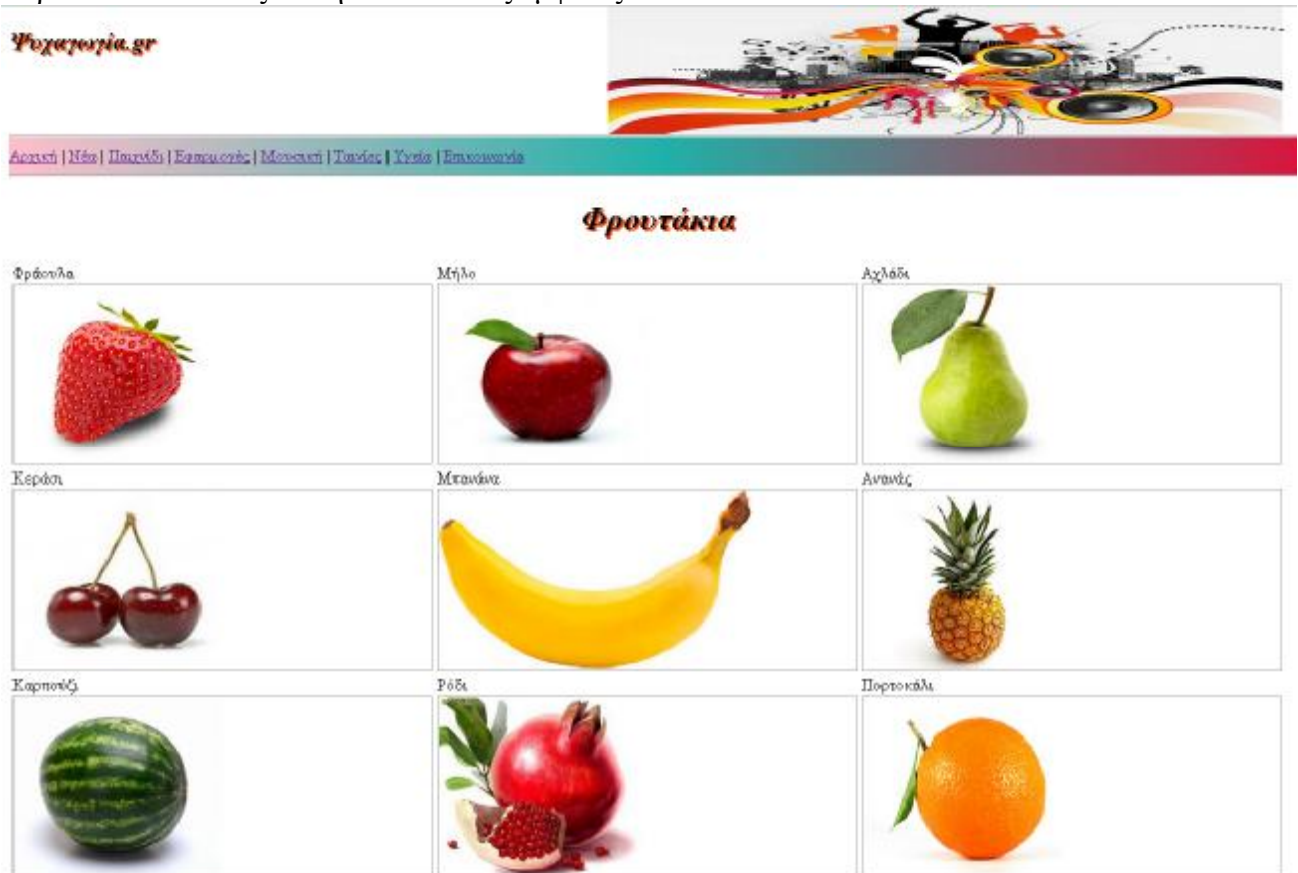 Ψυχαγωγία.gr
Αρχική | Νέα | Παιχνίδι | Εφαρμογές | Μουσική | Ταινίες | Υγεία | Επικοινωνία
Φρουτάκια
Φράουλα Μήλο Αχλάδι
Κεράσι Μπανάνα Ανανάς
Καρπούζι Ρόδι Πορτοκάλι